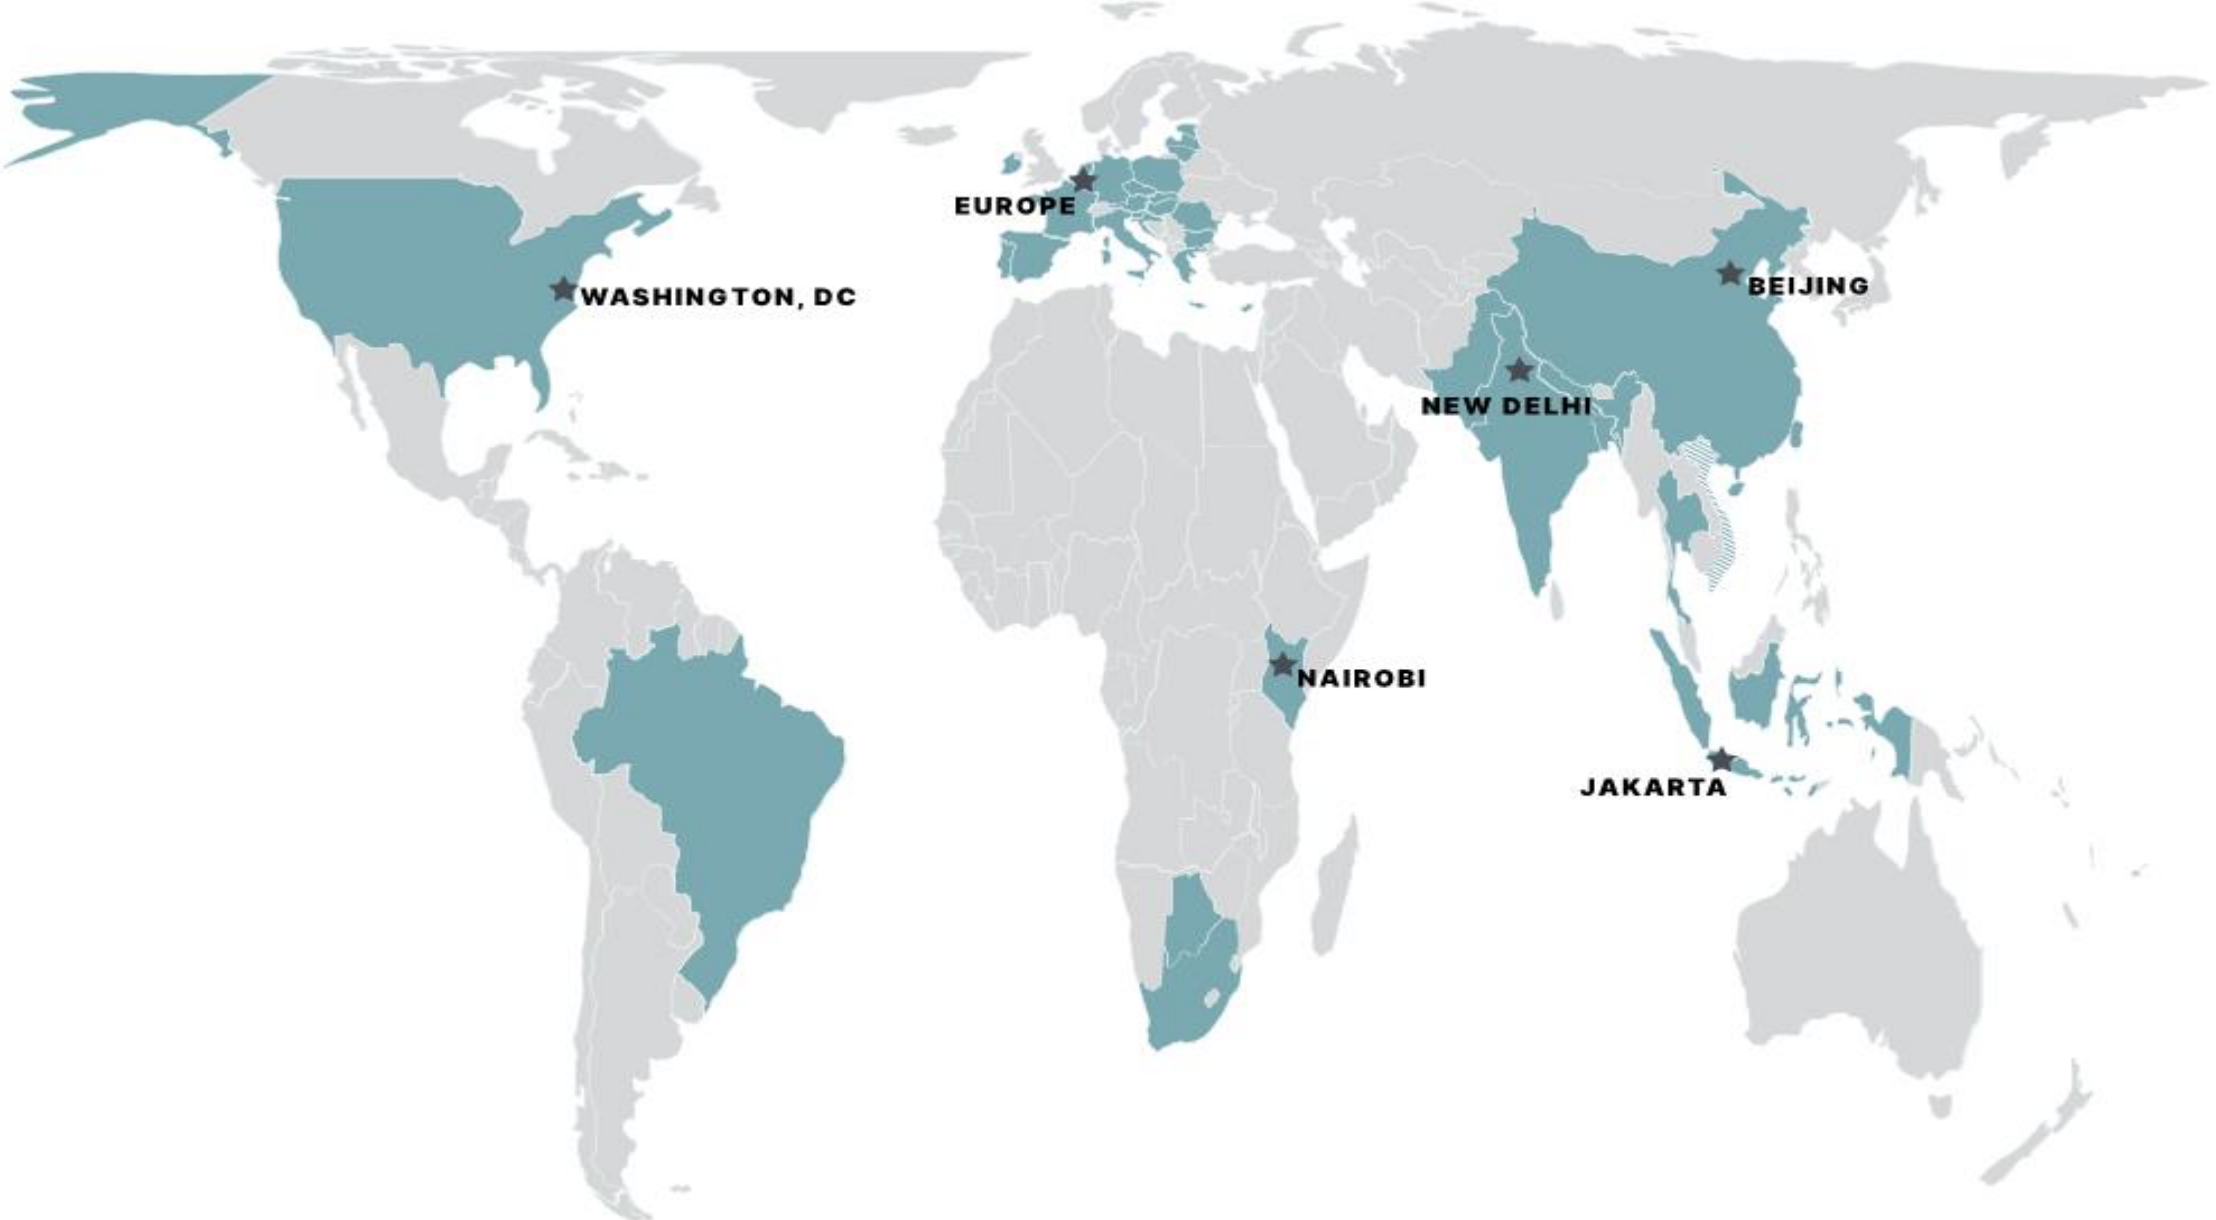 EUROPE
WASHINGTON, DC
BEIJING
NEW DELHI
NAIROBI
JAKARTA